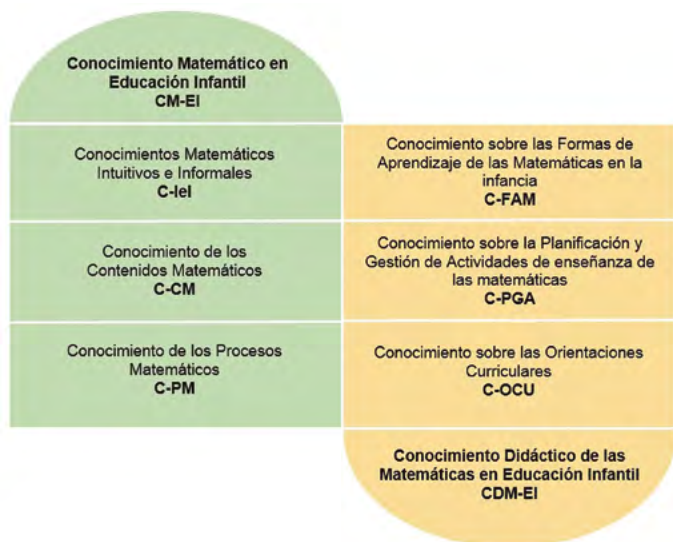 Conocimiento Matemático en
Educación Infantil
CM-EI
Conocimientos Matemáticos
Intuitivos e Informales
C-IeI
Conocimiento de los
Contenidos Matemáticos
C-CM
Conocimiento de los Procesos
Matemáticos
C-PM
Conocimiento sobre las Formas de
Aprendizaje de las Matemáticas en la
infancia
C-FAM
Conocimiento sobre la Planificación y
Gestión de Actividades de enseñanza de
las matemáticas
C-PGA
Conocimiento sobre las Orientaciones
Curriculares
C-OCU
Conocimiento Didáctico de las
Matemáticas en Educación Infantil
CDM-EI